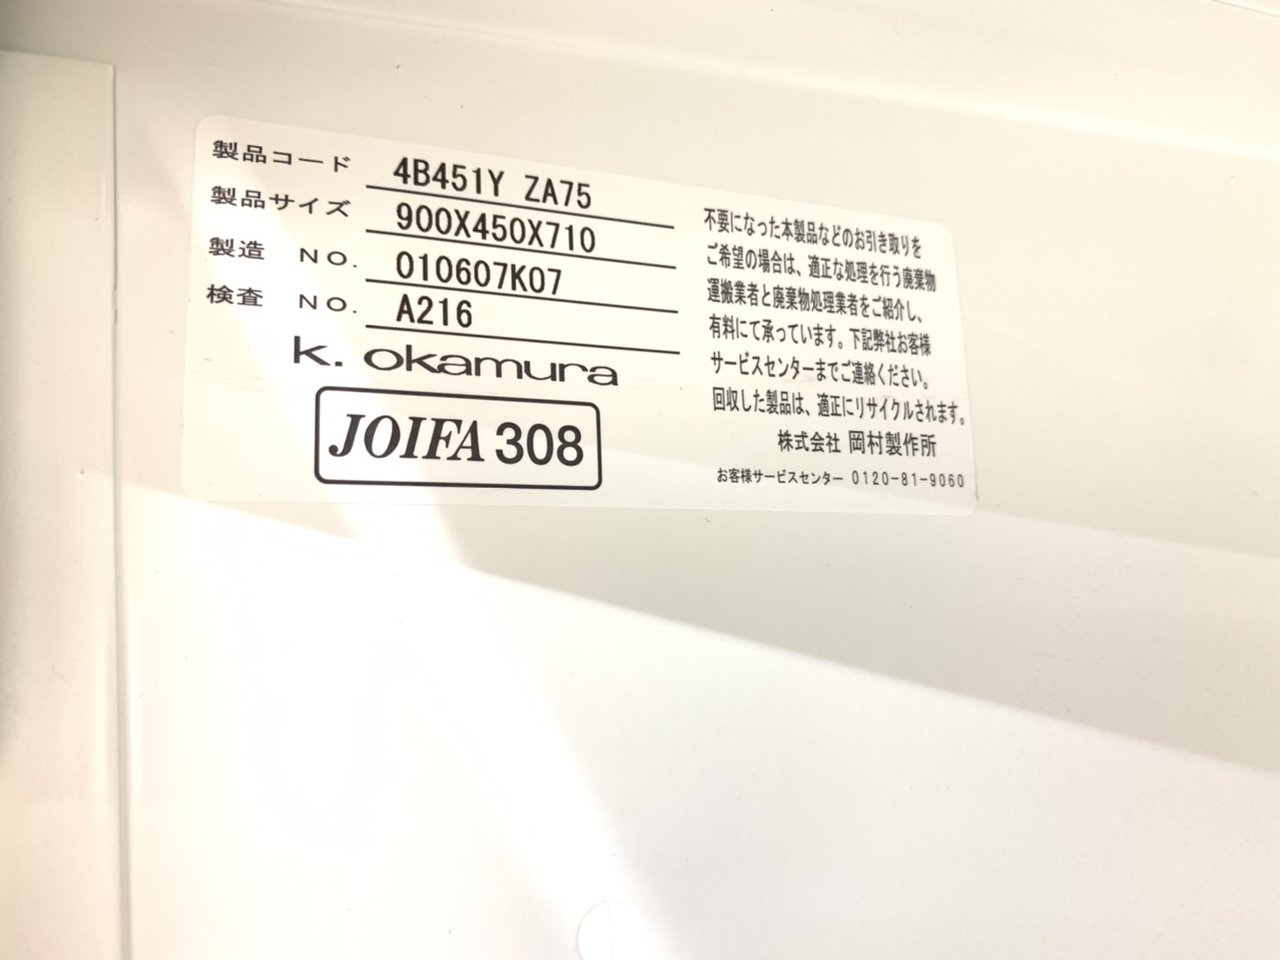 製品コード 4B451Y ZA75
製品サイズ 900X450X710
製造 NO. 010607K07
検査 NO. A216
k. okamura
JOIFA 308
不要になった本製品などのお引き取りを
ご希望の場合は、適正な処理を行う廃棄物
運搬業者と廃棄物処理業者をご紹介し、
有料にて承っています。下記弊社お客様
サービスセンターまでご連絡ください。
回収した製品は、適正にリサイクルされます。
株式会社 岡村製作所
お客様サービスセンター 0120-81-9060